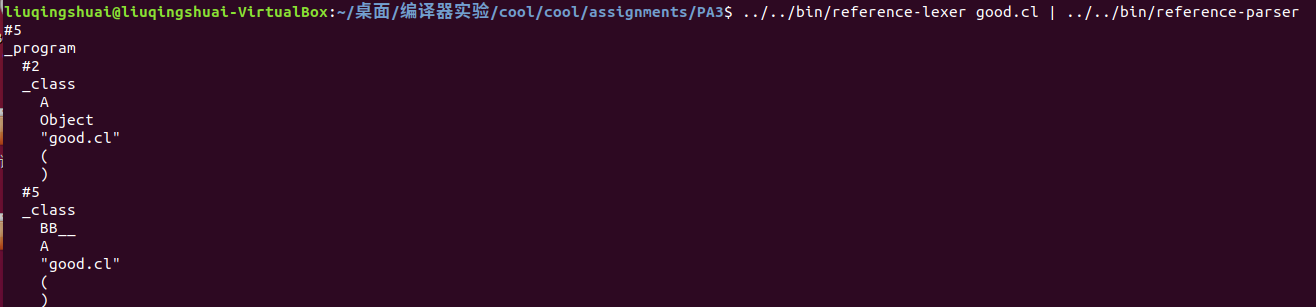 liuqingshuai@liuqingshuai-VirtualBox:~/桌面/编译器实验/cool/cool/assignments/PA3$ ../../bin/reference-lexer good.cl | ../../bin/reference-parser
#5
_program
  #2
  _class
    A
    Object
    "good.cl"
    (
    )
  #5
  _class
    BB__
    A
    "good.cl"
    (
    )